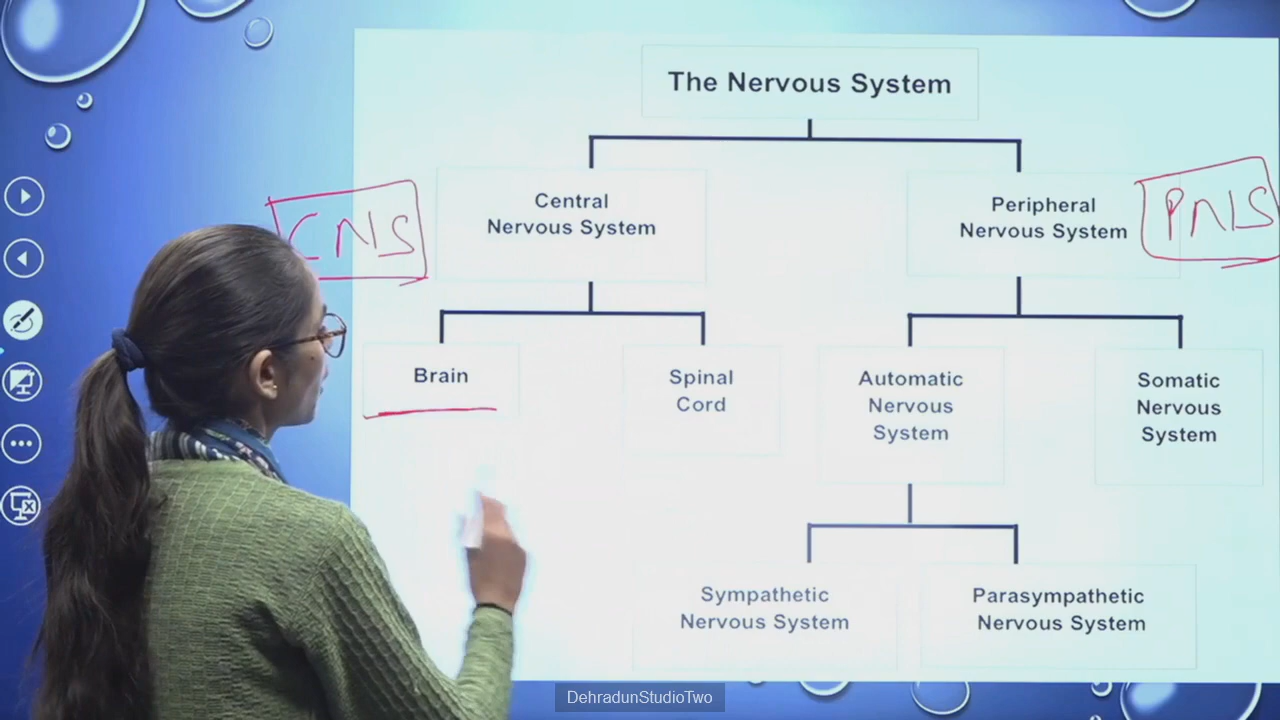 The Nervous System
Central
Nervous System
CNS
Peripheral
Nervous System
PNS
Brain
Spinal
Cord
Automatic
Nervous
System
Somatic
Nervous
System
Sympathetic
Nervous System
Parasympathetic
Nervous System
DehradunStudioTwo